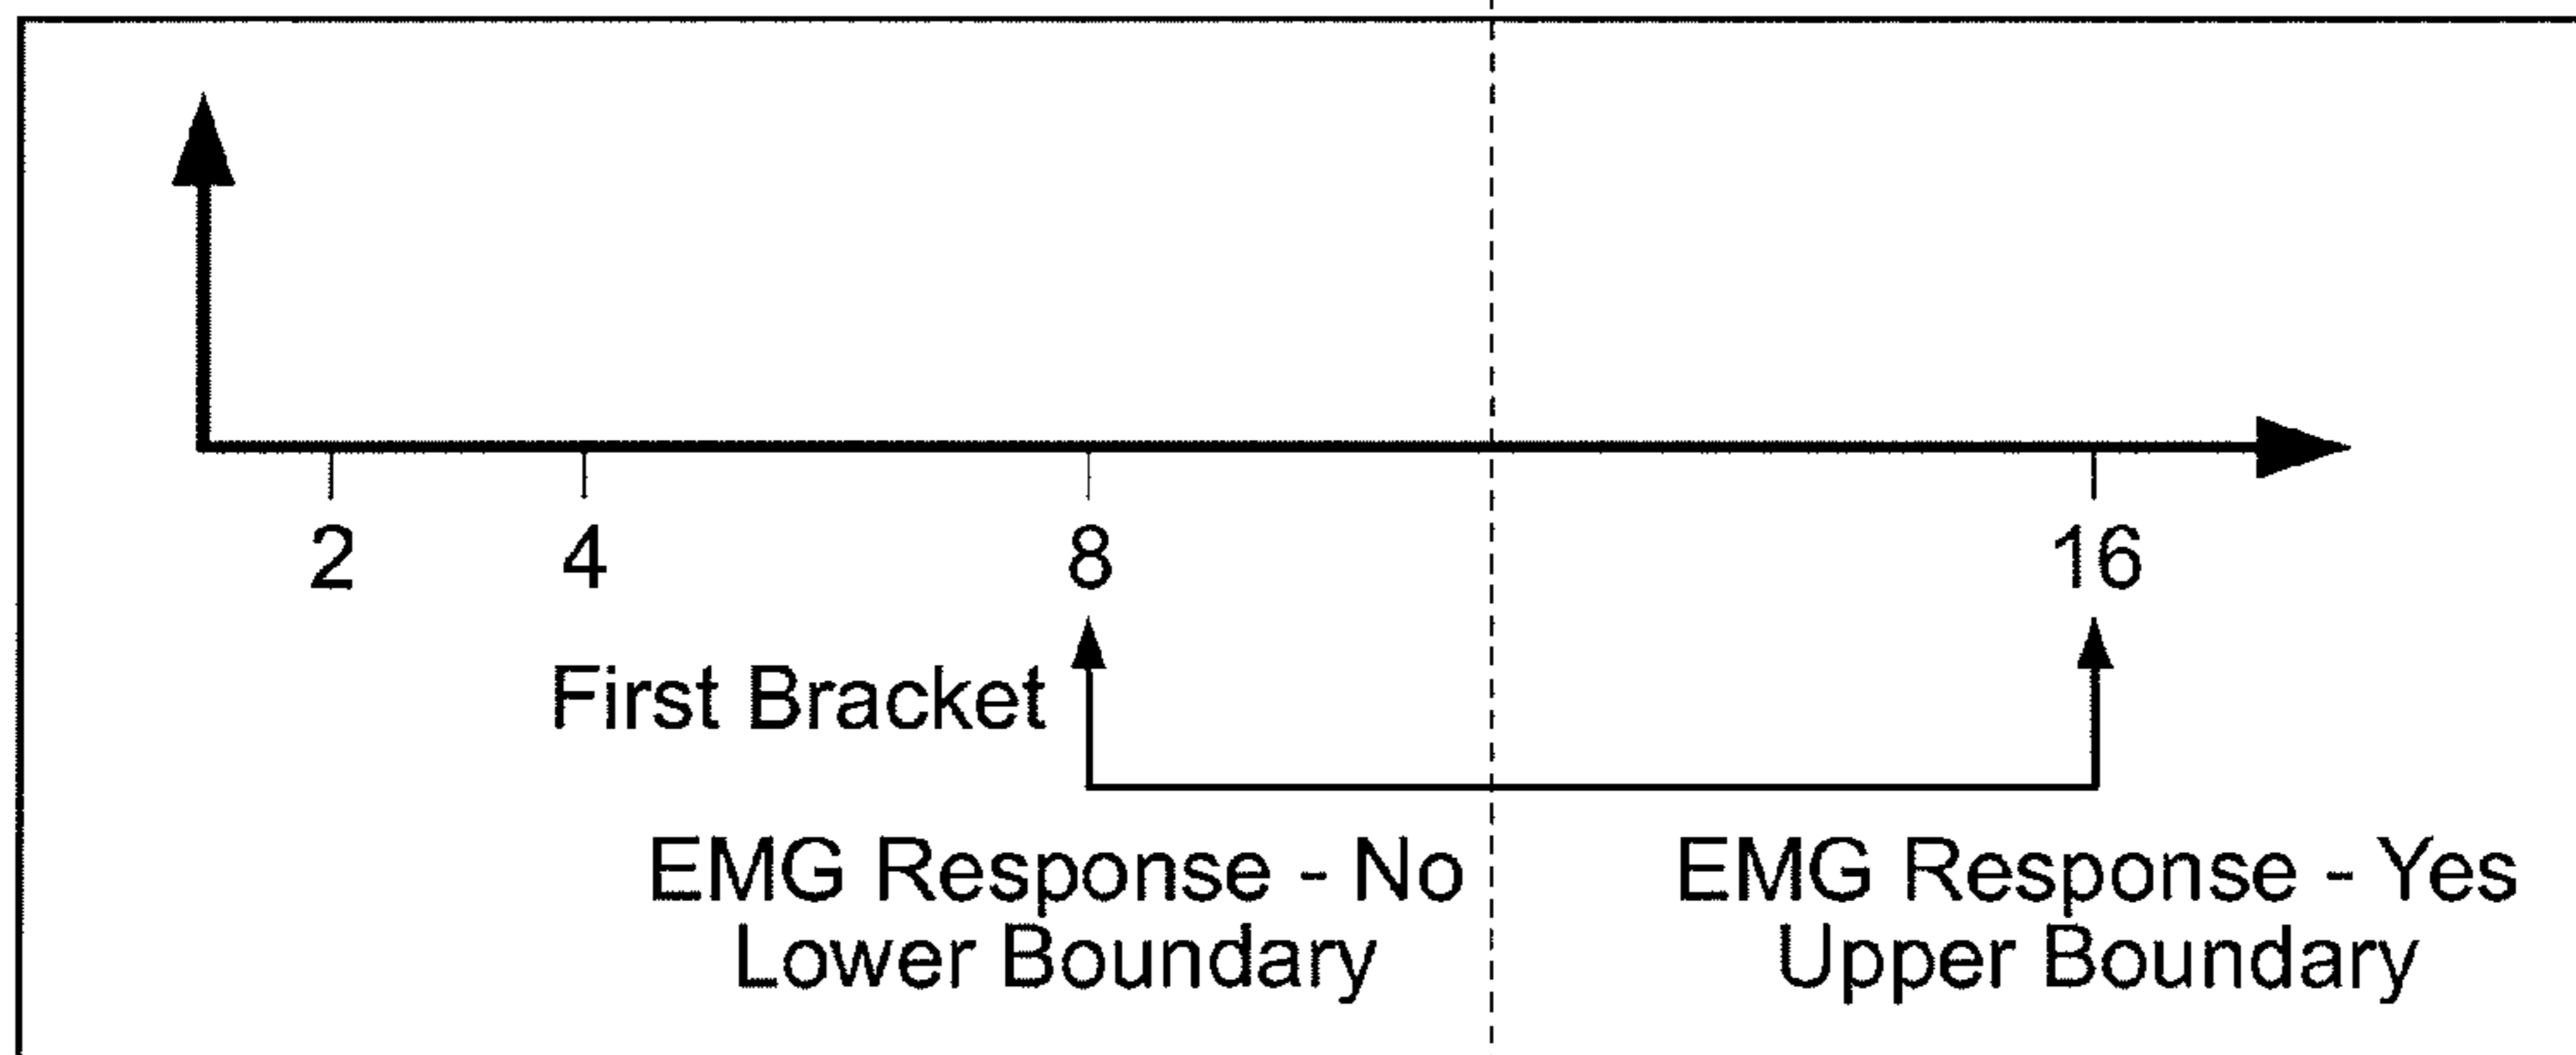 2 4 8 16
First Bracket
EMG Response - No EMG Response - Yes
Lower Boundary Upper Boundary